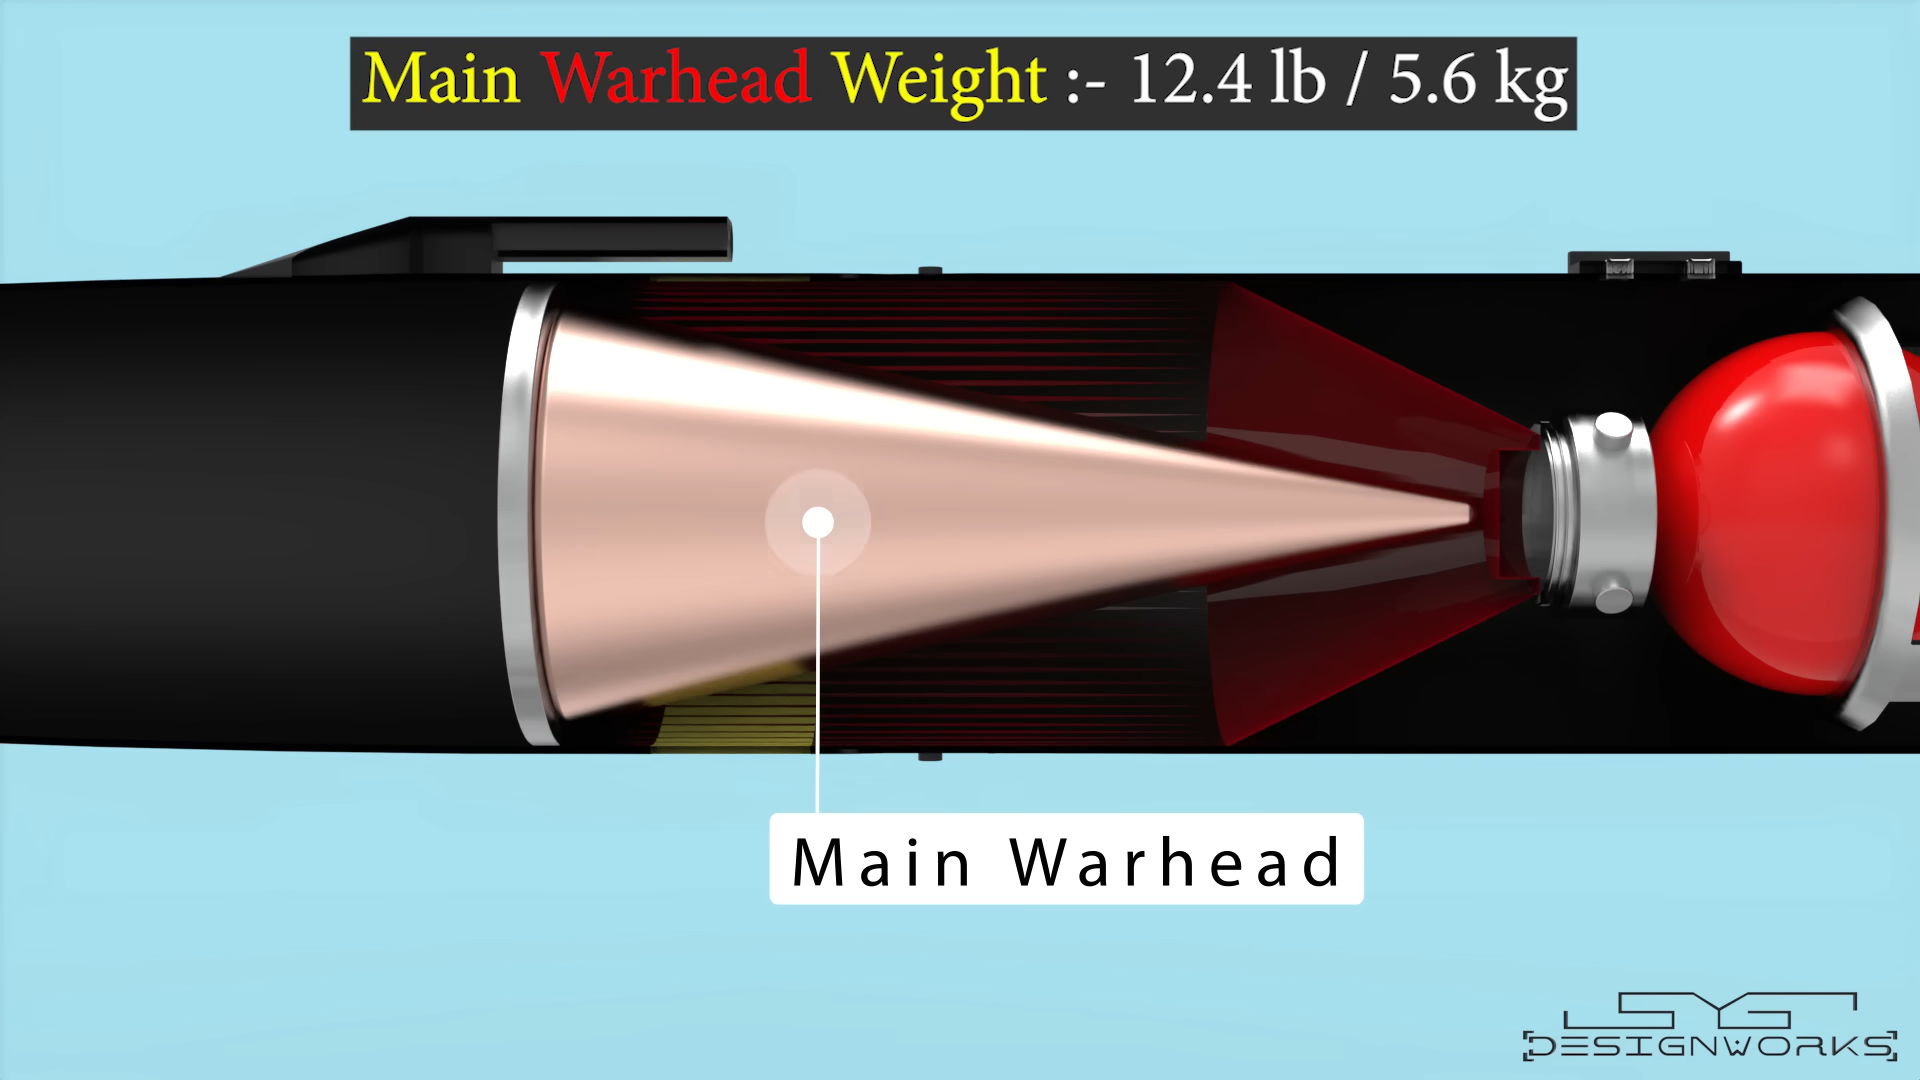 Main Warhead Weight :- 12.4 lb / 5.6 kg
Main Warhead
DESIGNWORKS